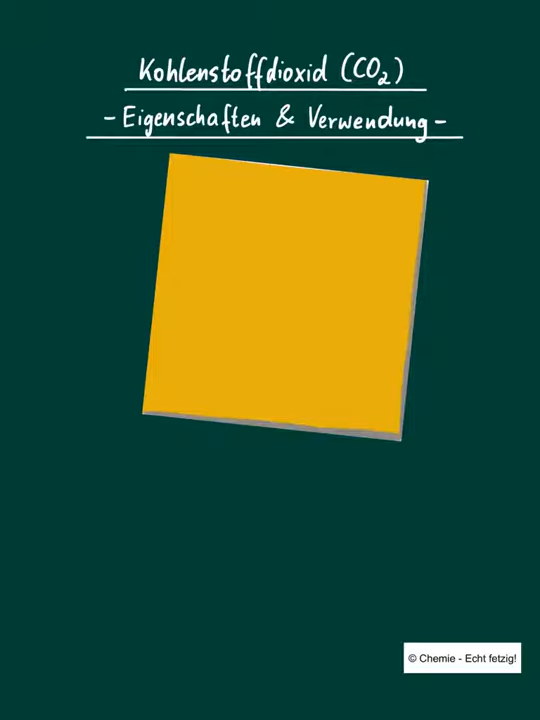 Kohlenstoffdioxid (CO₂)
- Eigenschaften & Verwendung -
© Chemie - Echt fetzig!